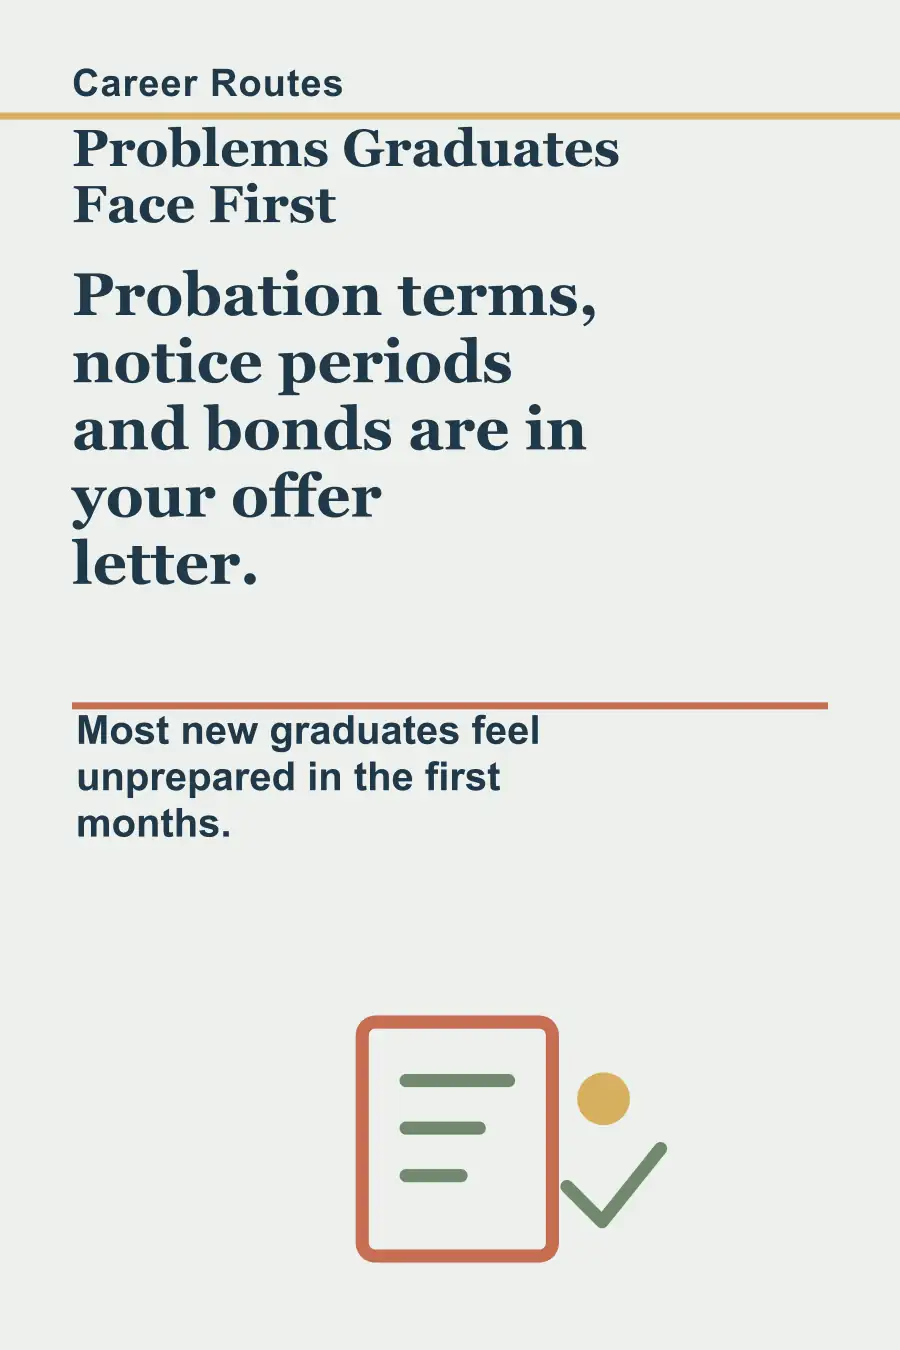 Career Routes
Problems Graduates
Face First
Probation terms,
notice periods
and bonds are in
your offer
letter.
Most new graduates feel
unprepared in the first
months.